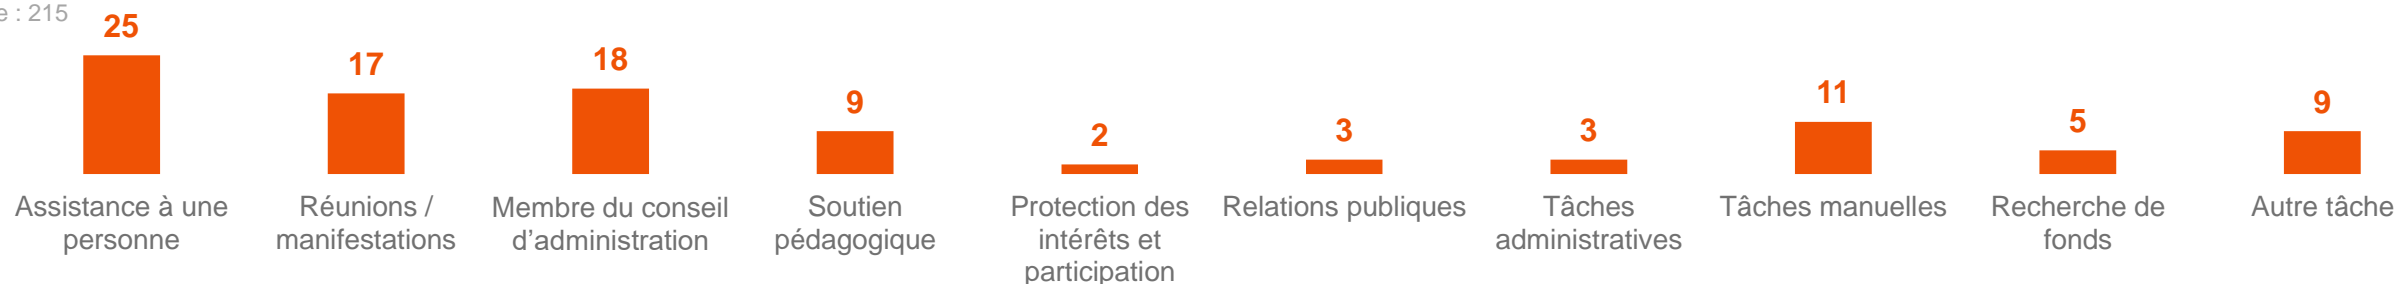 : 215
25
17
18
9
2
3
3
11
5
9
Assistance à une
personne
Réunions /
manifestations
Membre du conseil
d’administration
Soutien
pédagogique
Protection des
intérêts et
participation
Relations publiques
Tâches
administratives
Tâches manuelles
Recherche de
fonds
Autre tâche